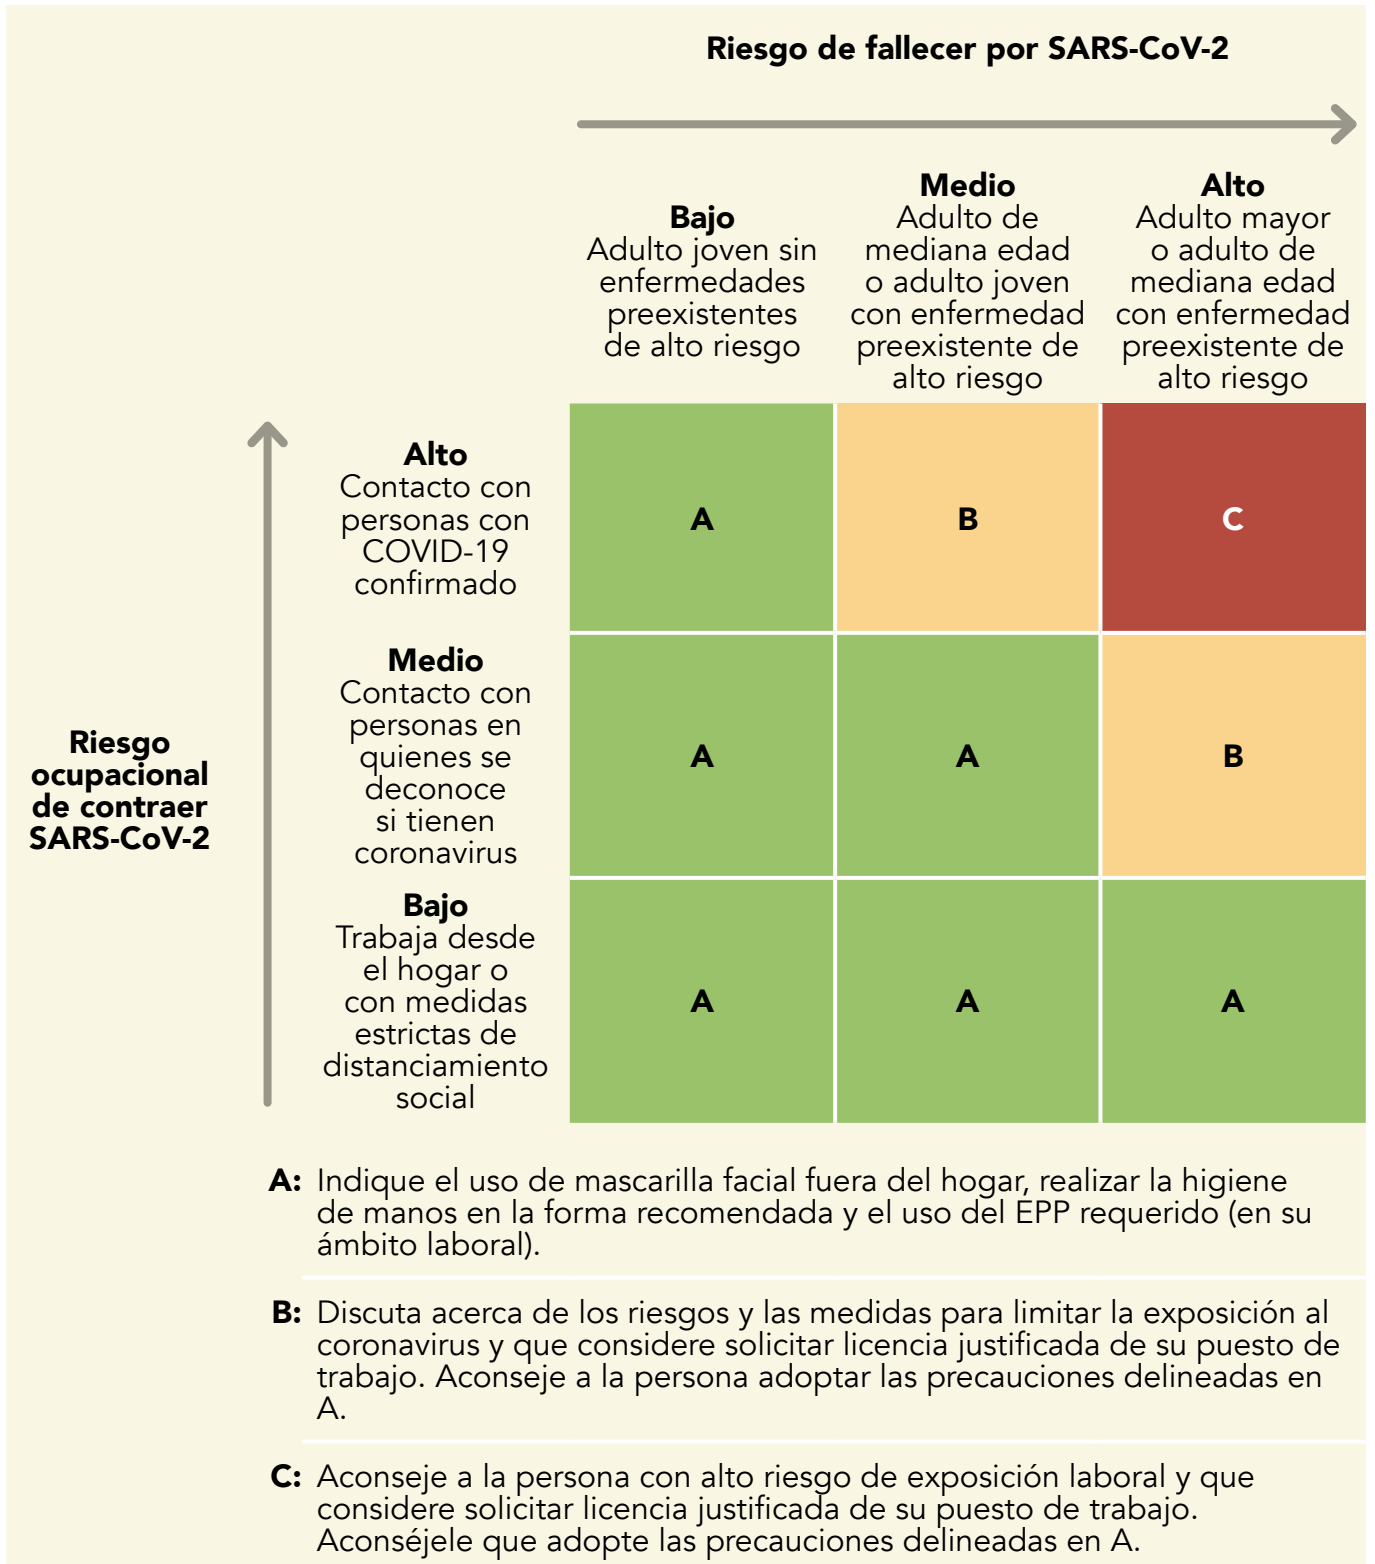 Riesgo de fallecer por SARS-CoV-2
Bajo
Adulto joven sin
enfermedades
preexistentes
de alto riesgo
Medio
Adulto de
mediana edad
o adulto joven
con enfermedad
preexistente de
alto riesgo
Alto
Adulto mayor
o adulto de
mediana edad
con enfermedad
preexistente de
alto riesgo
Riesgo
ocupacional
de contraer
SARS-CoV-2
Alto
Contacto con
personas con
COVID-19
confirmado
A
B
C
Medio
Contacto con
personas en
quienes se
deconoce
si tienen
coronavirus
A
A
B
Bajo
Trabaja desde
el hogar o
con medidas
estrictas de
distanciamiento
social
A
A
A
A: Indique el uso de mascarilla facial fuera del hogar, realizar la higiene
de manos en la forma recomendada y el uso del EPP requerido (en su
ámbito laboral).
B: Discuta acerca de los riesgos y las medidas para limitar la exposición al
coronavirus y que considere solicitar licencia justificada de su puesto de
trabajo. Aconseje a la persona adoptar las precauciones delineadas en
A.
C: Aconseje a la persona con alto riesgo de exposición laboral y que
considere solicitar licencia justificada de su puesto de trabajo.
Aconséjele que adopte las precauciones delineadas en A.